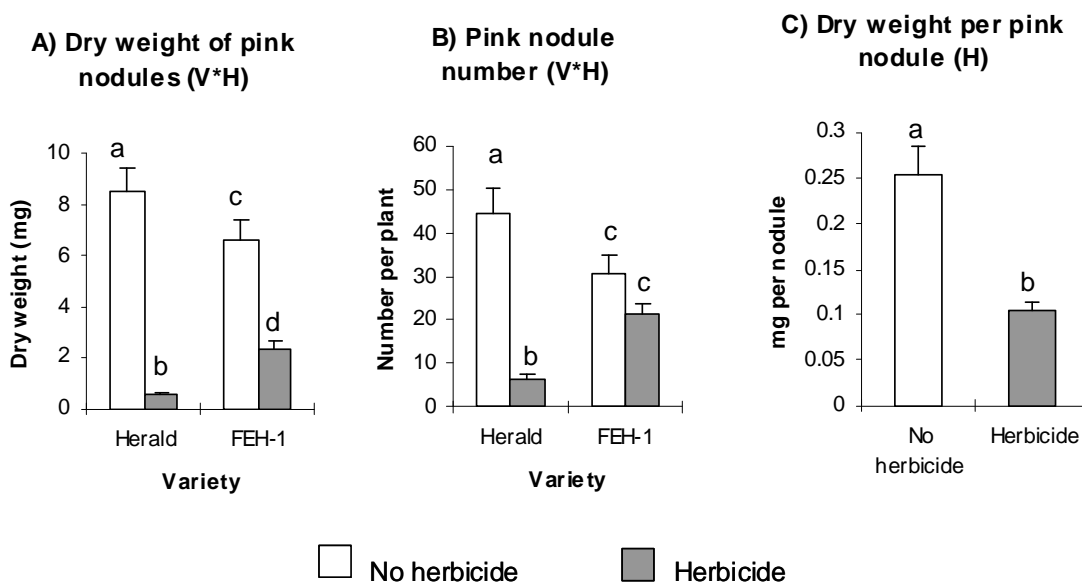 A) Dry weight of pink
nodules (V*H)
Dry weight (mg)
10
8
6
4
2
0
a
b
c
d
Herald
FEH-1
Variety
B) Pink nodule
number (V*H)
Number per plant
60
50
40
30
20
10
0
a
b
c
c
Herald
FEH-1
Variety
C) Dry weight per pink
nodule (H)
mg per nodule
0.3
0.25
0.2
0.15
0.1
0.05
0
a
b
No
herbicide
Herbicide
No herbicide
Herbicide